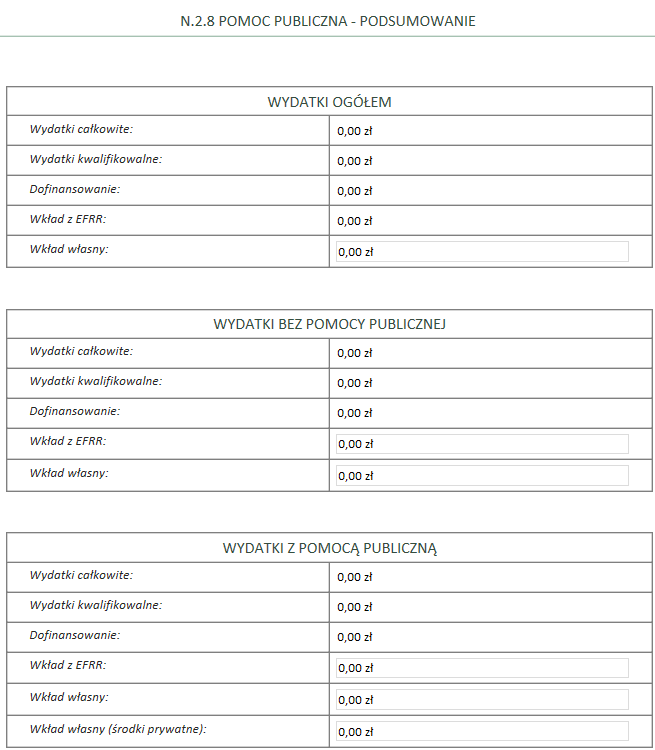 N.2.8 POMOC PUBLICZNA - PODSUMOWANIE
WYDATKI OGÓŁEM
Wydatki całkowite: 0,00 zł
Wydatki kwalifikowalne: 0,00 zł
Dofinansowanie: 0,00 zł
Wkład z EFRR: 0,00 zł
Wkład własny: 0,00 zł
WYDATKI BEZ POMOCY PUBLICZNEJ
Wydatki całkowite: 0,00 zł
Wydatki kwalifikowalne: 0,00 zł
Dofinansowanie: 0,00 zł
Wkład z EFRR: 0,00 zł
Wkład własny: 0,00 zł
WYDATKI Z POMOCĄ PUBLICZNĄ
Wydatki całkowite: 0,00 zł
Wydatki kwalifikowalne: 0,00 zł
Dofinansowanie: 0,00 zł
Wkład z EFRR: 0,00 zł
Wkład własny: 0,00 zł
Wkład własny (środki prywatne): 0,00 zł